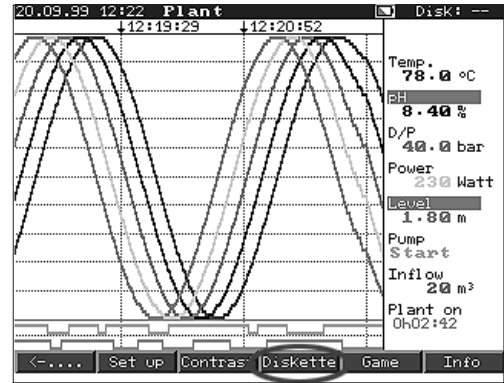 20.09.99 12:22 Plant Disk: --
12:19:29 12:20:52
Temp.
78.0 °C
pH
8.40 %
D/P
40.0 bar
Power
230 Watt
Level
1.80 m
Pump
Start
Inflow
20 m³
Plant on
0h02:42
<-.... Set up Contras Diskette Game Info